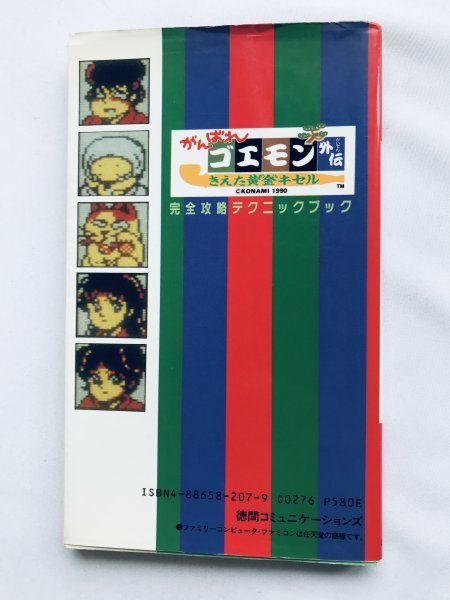 がんばれ
ゴエモン
外伝
がいでん
きえた黄金キセル
TM
©KONAMI 1990
完全攻略テクニックブック
ISBN4-88658-207-9 C0276 P580E
徳間コミュニケーションズ
●ファミリーコンピュータ・ファミコンは任天堂の商標です。